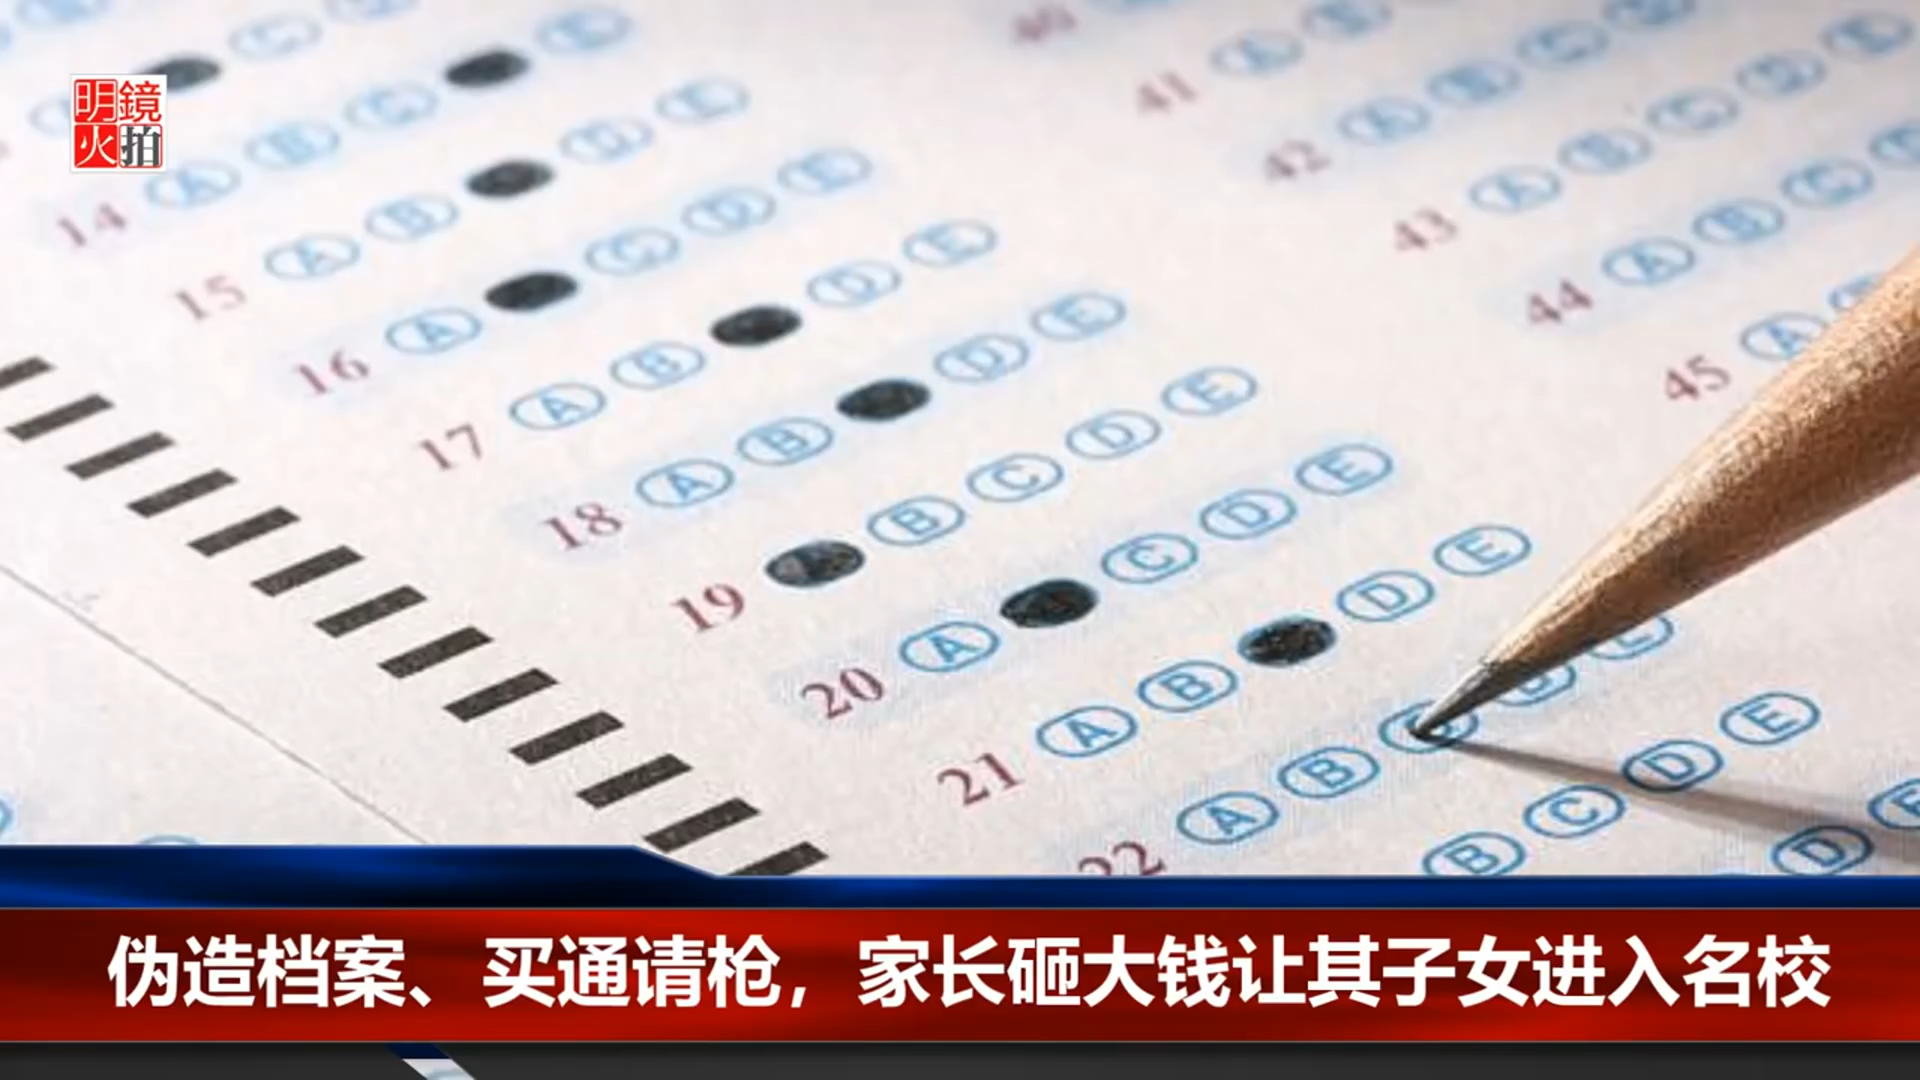 明鏡
火拍
14 A B C E
15 A B D E
16 A C D E
17 A B D E
18 A B D E
19 B C D E
20 A C D E
21 A B D E
22 A B
B C D E
D
40
41 A
42 A B C
43 A B C D E
44 A B C
45 A
伪造档案、买通请枪，家长砸大钱让其子女进入名校